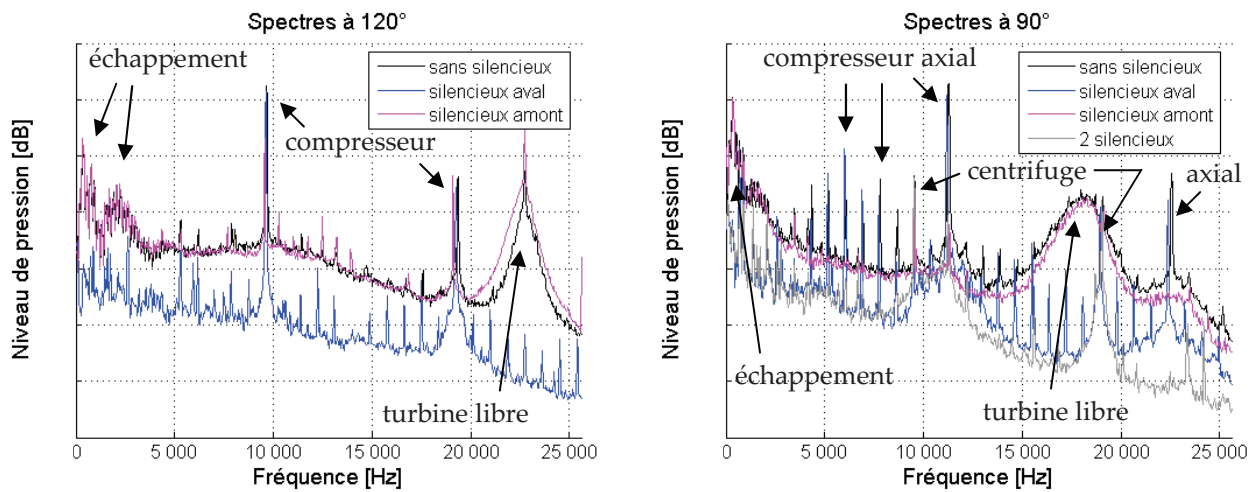 Spectres à 120°
échappement
sans silencieux
silencieux aval
silencieux amont
compresseur
turbine libre
Niveau de pression [dB]
0
5 000
10 000
15 000
20 000
25 000
Fréquence [Hz]
Spectres à 90°
compresseur axial
sans silencieux
silencieux aval
silencieux amont
2 silencieux
centrifuge
axial
échappement
turbine libre
Niveau de pression [dB]
0
5 000
10 000
15 000
20 000
25 000
Fréquence [Hz]